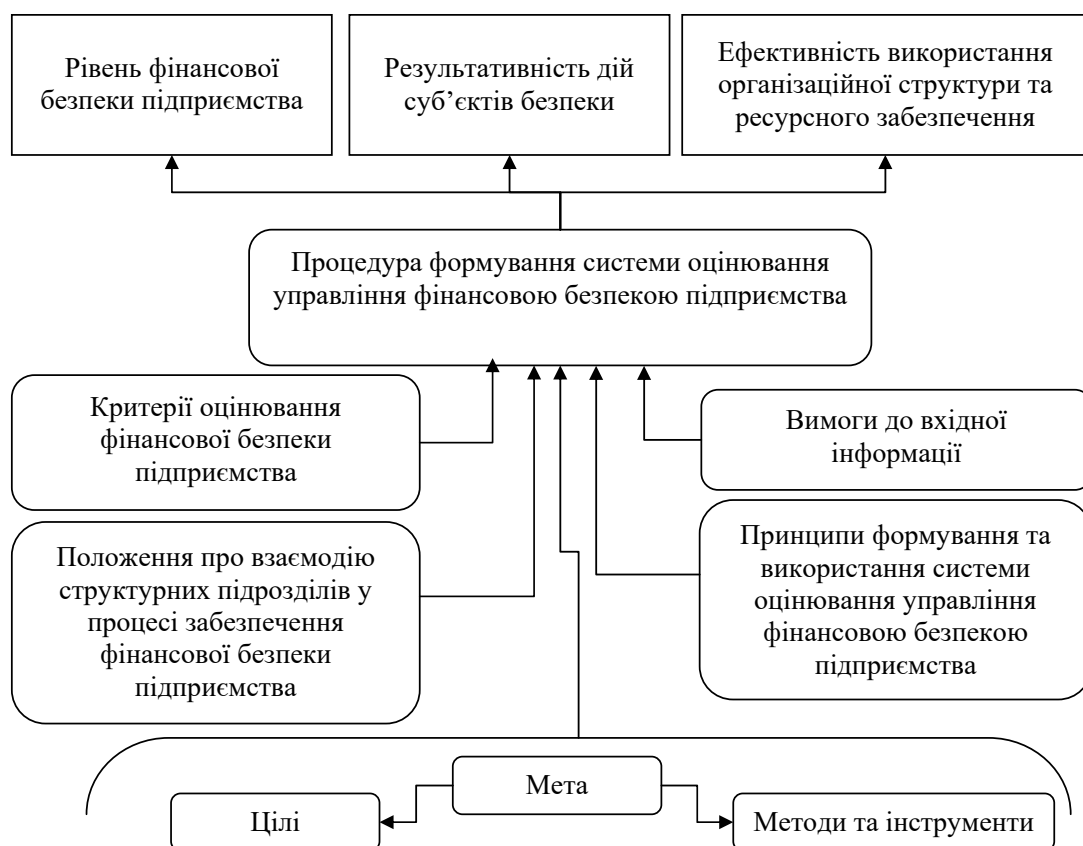 Рівень фінансової
безпеки підприємства
Результативність дій
суб’єктів безпеки
Ефективність використання
організаційної структури та
ресурсного забезпечення
Процедура формування системи оцінювання
управління фінансовою безпекою підприємства
Критерії оцінювання
фінансової безпеки
підприємства
Вимоги до вхідної
інформації
Положення про взаємодію
структурних підрозділів у
процесі забезпечення
фінансової безпеки
підприємства
Принципи формування та
використання системи
оцінювання управління
фінансовою безпекою
підприємства
Мета
Цілі
Методи та інструменти